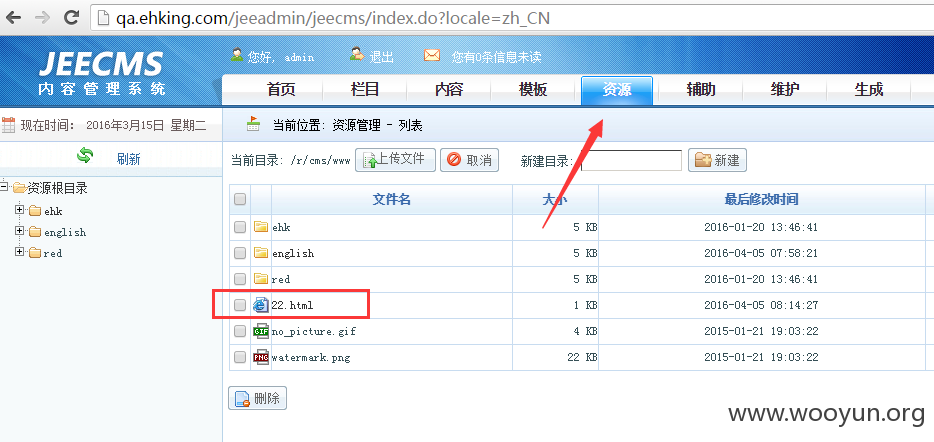 qa.ehking.com/jeeadmin/jeecms/index.do?locale=zh_CN
JEECMS
内容管理系统
您好, admin 退出 您有0条信息未读
首页 栏目 内容 模板 资源 辅助 维护 生成
现在时间: 2016年3月15日 星期二
当前位置: 资源管理 - 列表
刷新
当前目录: /r/cms/www 上传文件 取消 新建目录: 新建
资源根目录
ehk
english
red
文件名 大小 最后修改时间
ehk 5 KB 2016-01-20 13:46:41
english 5 KB 2016-04-05 07:58:21
red 5 KB 2016-01-20 13:46:41
22.html 1 KB 2016-04-05 08:14:27
GIF no_picture.gif 4 KB 2015-01-21 19:03:22
PNG watermark.png 22 KB 2015-01-21 19:03:22
删除
www.wooyun.org